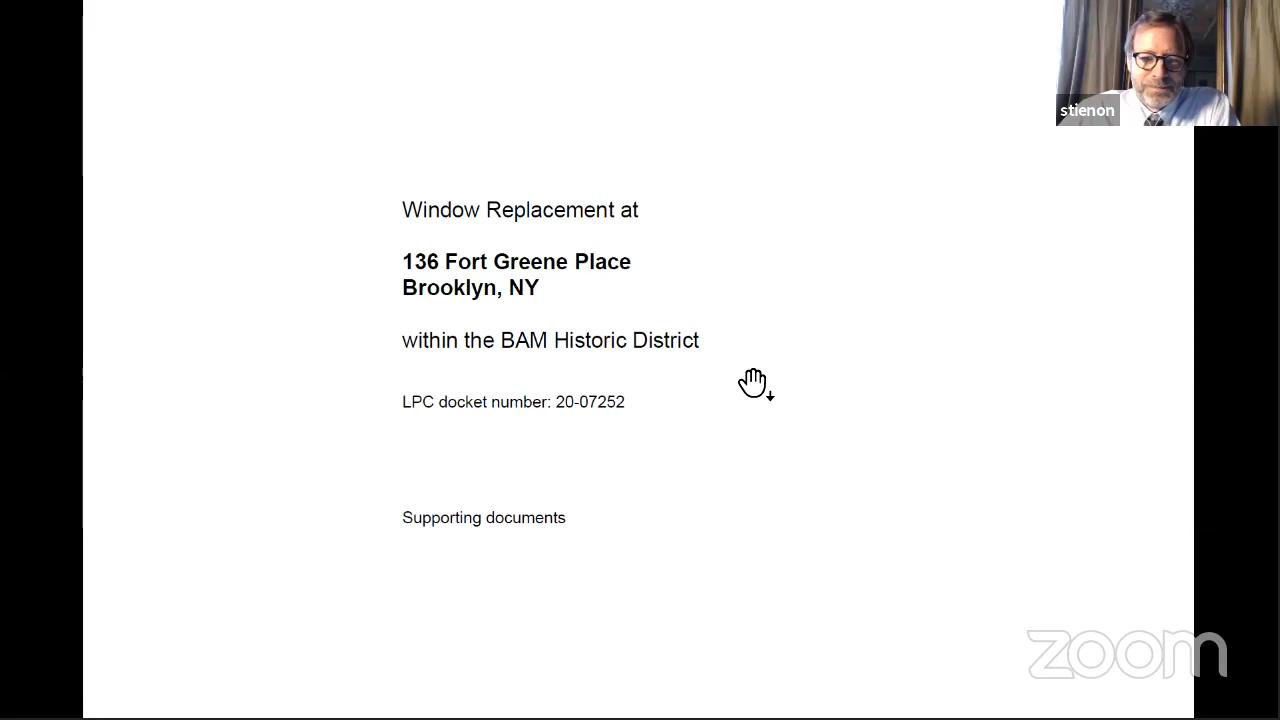 stienon
Window Replacement at
136 Fort Greene Place
Brooklyn, NY
within the BAM Historic District
LPC docket number: 20-07252
Supporting documents
zoom